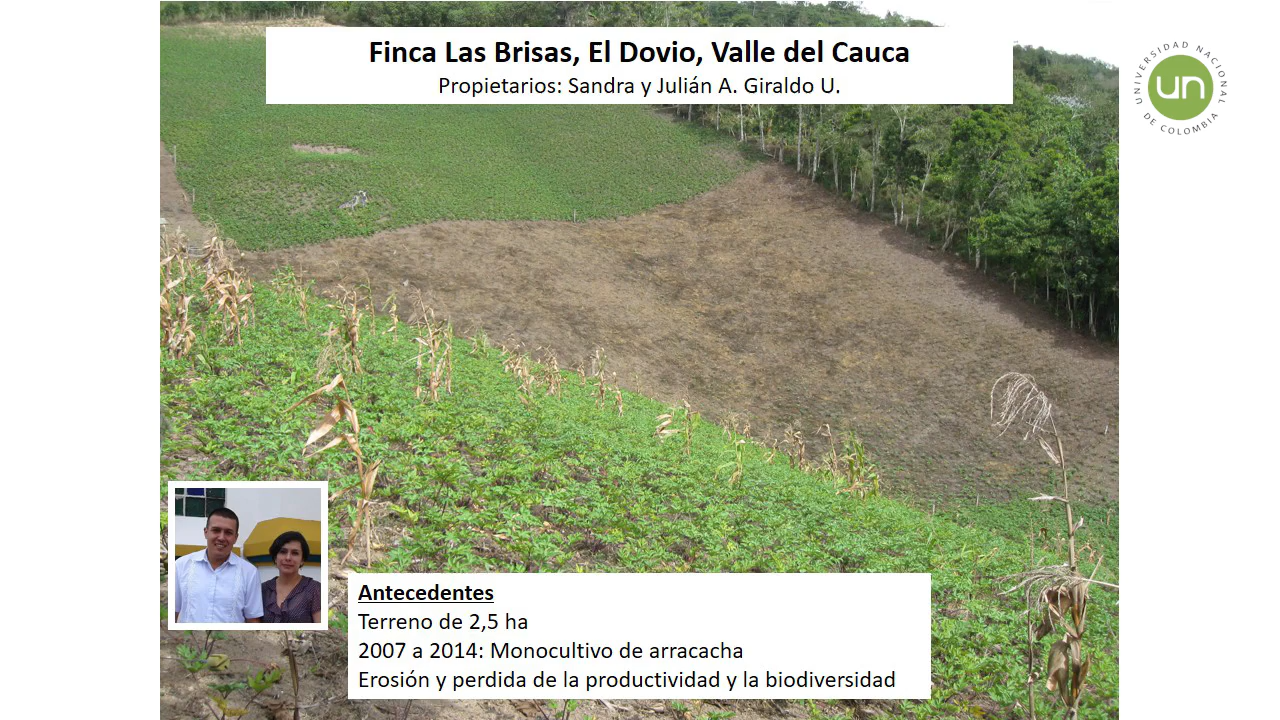 Finca Las Brisas, El Dovio, Valle del Cauca
Propietarios: Sandra y Julián A. Giraldo U.
UNIVERSIDAD NACIONAL
un
DE COLOMBIA
Antecedentes
Terreno de 2,5 ha
2007 a 2014: Monocultivo de arracacha
Erosión y perdida de la productividad y la biodiversidad